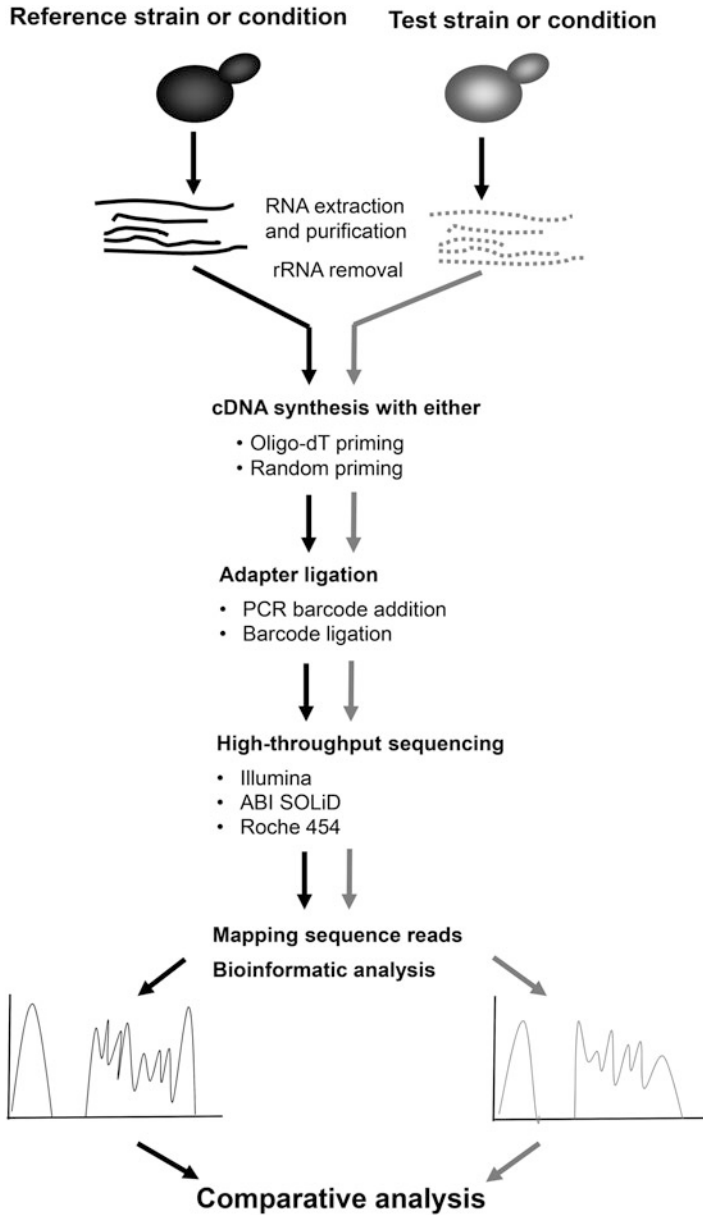 Reference strain or condition
Test strain or condition
RNA extraction
and purification
rRNA removal
cDNA synthesis with either
• Oligo-dT priming
• Random priming
Adapter ligation
• PCR barcode addition
• Barcode ligation
High-throughput sequencing
• Illumina
• ABI SOLiD
• Roche 454
Mapping sequence reads
Bioinformatic analysis
Comparative analysis